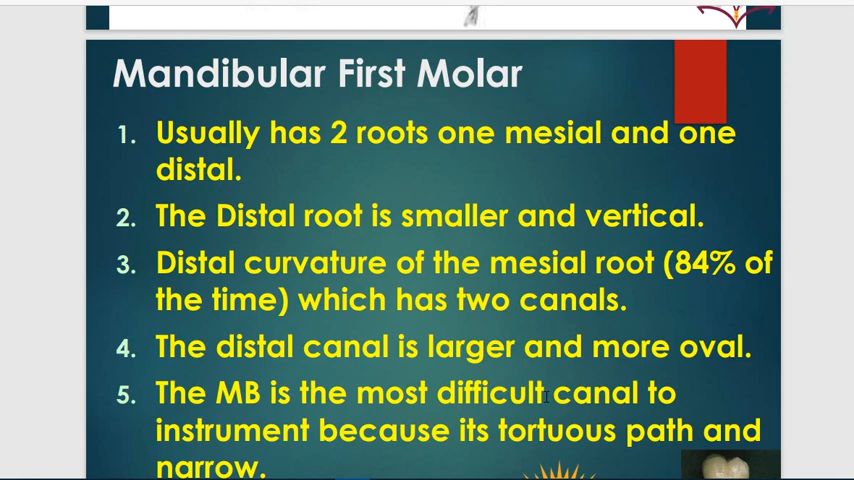 Mandibular First Molar
1. Usually has 2 roots one mesial and one
distal.
2. The Distal root is smaller and vertical.
3. Distal curvature of the mesial root (84% of
the time) which has two canals.
4. The distal canal is larger and more oval.
5. The MB is the most difficult canal to
instrument because its tortuous path and
narrow.